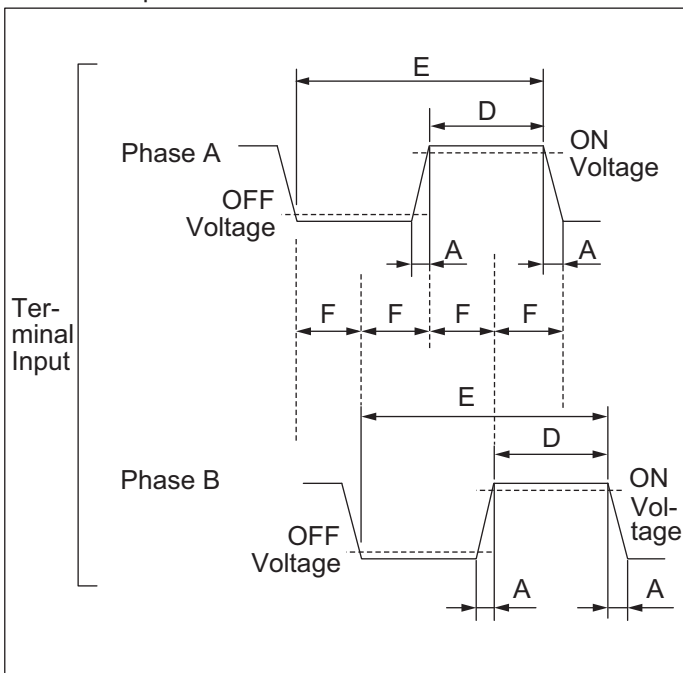 E
D
Phase A
ON
Voltage
OFF
Voltage
A
A
F
F
F
F
Ter-
minal
Input
E
D
Phase B
ON
Vol-
tage
OFF
Voltage
A
A